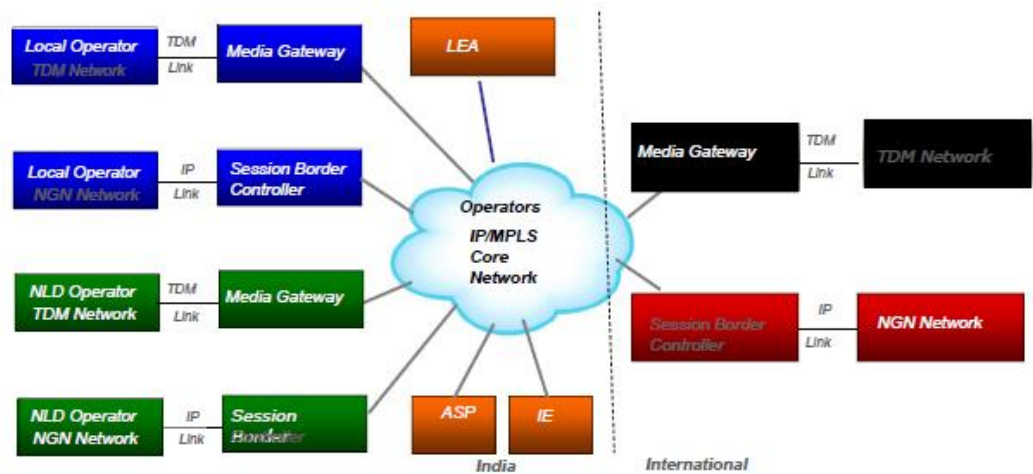 Local Operator
TDM Network
TDM
Link
Media Gateway
LEA
Local Operator
NGN Network
IP
Link
Session Border
Controller
Operators
IP/MPLS
Core
Network
Media Gateway
TDM
Link
TDM Network
NLD Operator
TDM Network
TDM
Link
Media Gateway
Session Border
Controller
IP
Link
NGN Network
NLD Operator
NGN Network
IP
Link
Session
Border
ASP
IE
India
International